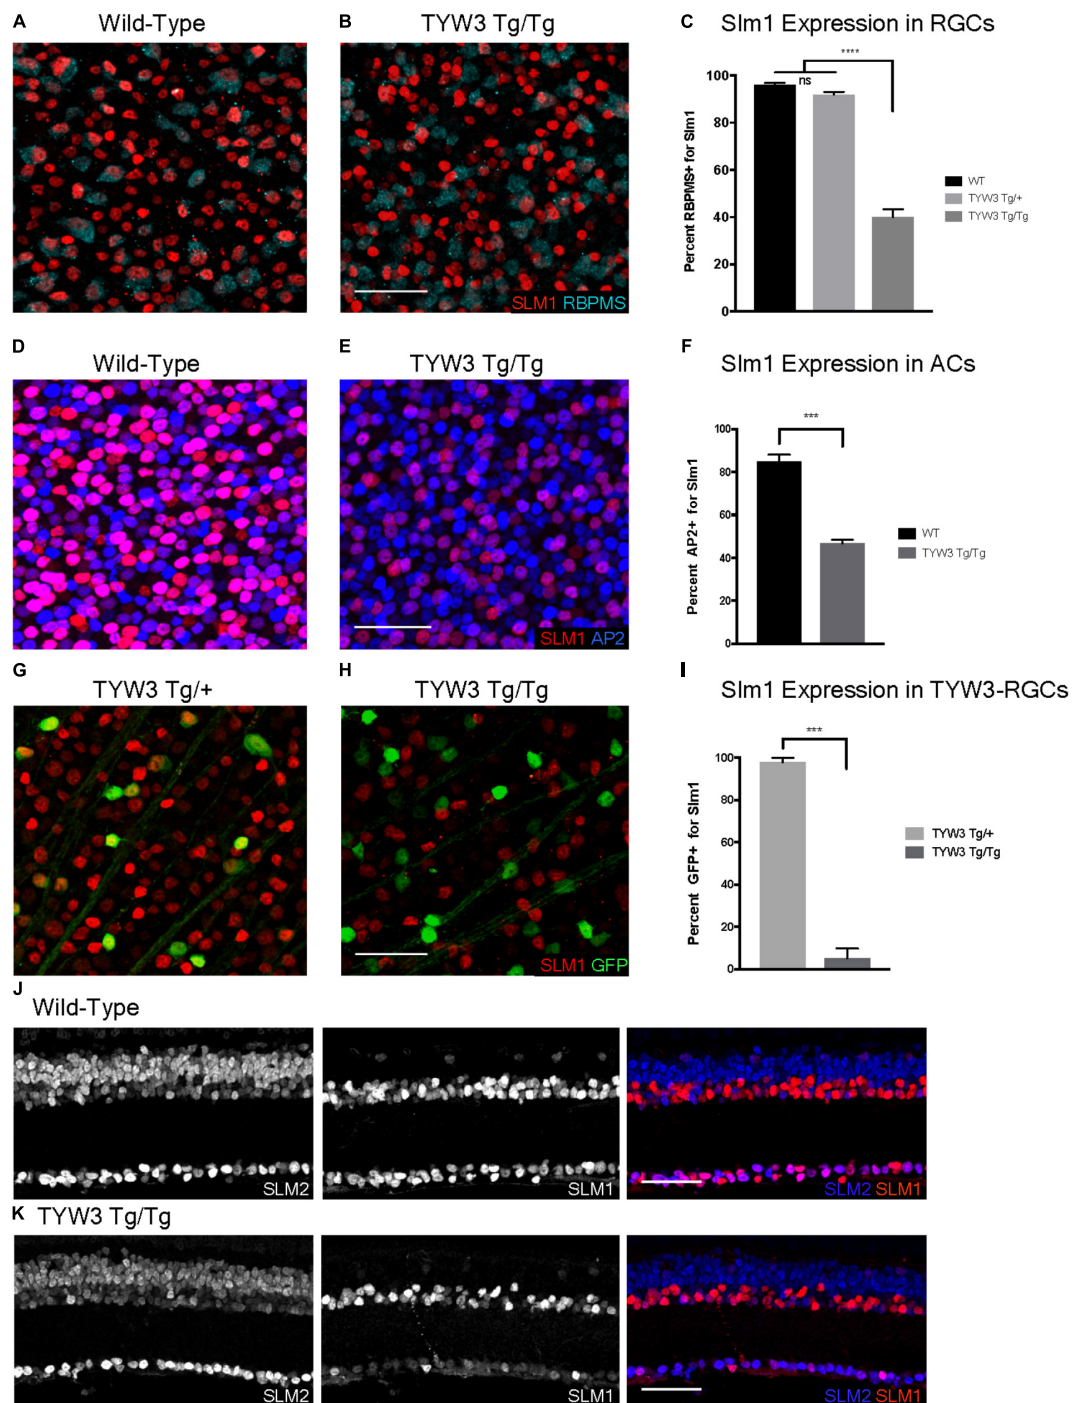 A Wild-Type
B TYW3 Tg/Tg
SLM1 RBPMS
C Slm1 Expression in RGCs
****
ns
Percent RBPMS+ for Slm1
100
80
60
40
20
0
WT
TYW3 Tg/+
TYW3 Tg/Tg
D Wild-Type
E TYW3 Tg/Tg
SLM1 AP2
F Slm1 Expression in ACs
***
Percent AP2+ for Slm1
100
80
60
40
20
0
WT
TYW3 Tg/Tg
G TYW3 Tg/+
H TYW3 Tg/Tg
SLM1 GFP
I Slm1 Expression in TYW3-RGCs
***
Percent GFP+ for Slm1
100
80
60
40
20
0
TYW3 Tg/+
TYW3 Tg/Tg
J Wild-Type
SLM2
SLM1
SLM2 SLM1
K TYW3 Tg/Tg
SLM2
SLM1
SLM2 SLM1